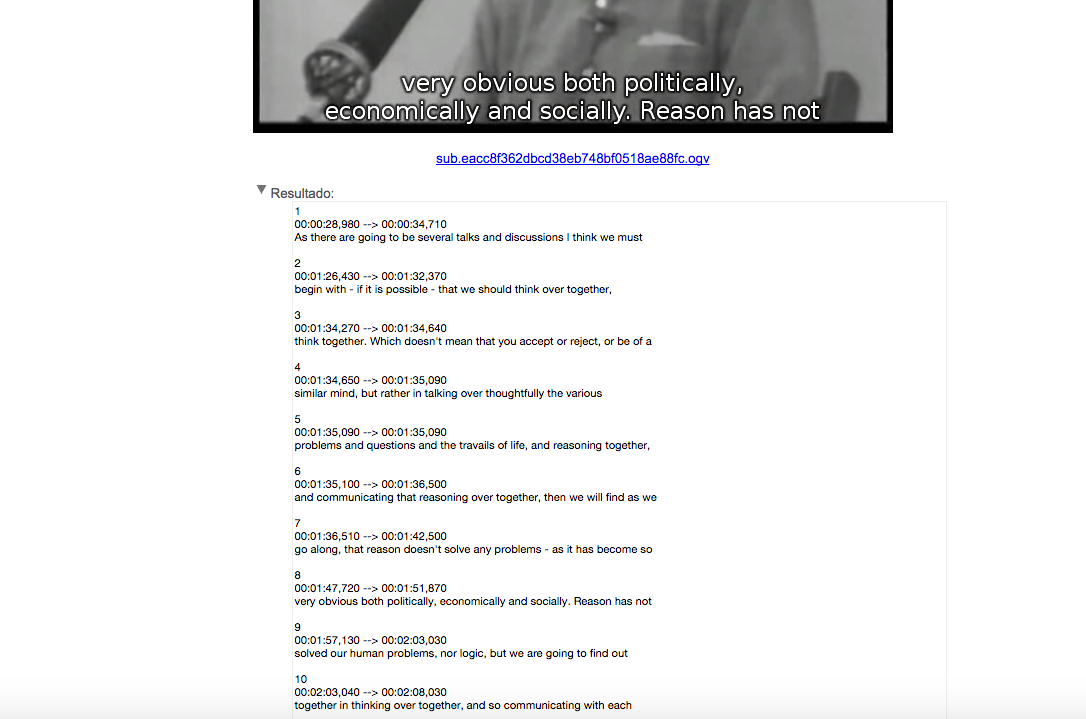 very obvious both politically,
economically and socially. Reason has not
sub.eacc8f362dbcd38eb748bf0518ae88fc.ogv
Resultado:
1
00:00:28,980 --> 00:00:34,710
As there are going to be several talks and discussions I think we must
2
00:01:26,430 --> 00:01:32,370
begin with - if it is possible - that we should think over together,
3
00:01:34,270 --> 00:01:34,640
think together. Which doesn't mean that you accept or reject, or be of a
4
00:01:34,650 --> 00:01:35,090
similar mind, but rather in talking over thoughtfully the various
5
00:01:35,090 --> 00:01:35,090
problems and questions and the travails of life, and reasoning together,
6
00:01:35,100 --> 00:01:36,500
and communicating that reasoning over together, then we will find as we
7
00:01:36,510 --> 00:01:42,500
go along, that reason doesn't solve any problems - as it has become so
8
00:01:47,720 --> 00:01:51,870
very obvious both politically, economically and socially. Reason has not
9
00:01:57,130 --> 00:02:03,030
solved our human problems, nor logic, but we are going to find out
10
00:02:03,040 --> 00:02:08,030
together in thinking over together, and so communicating with each